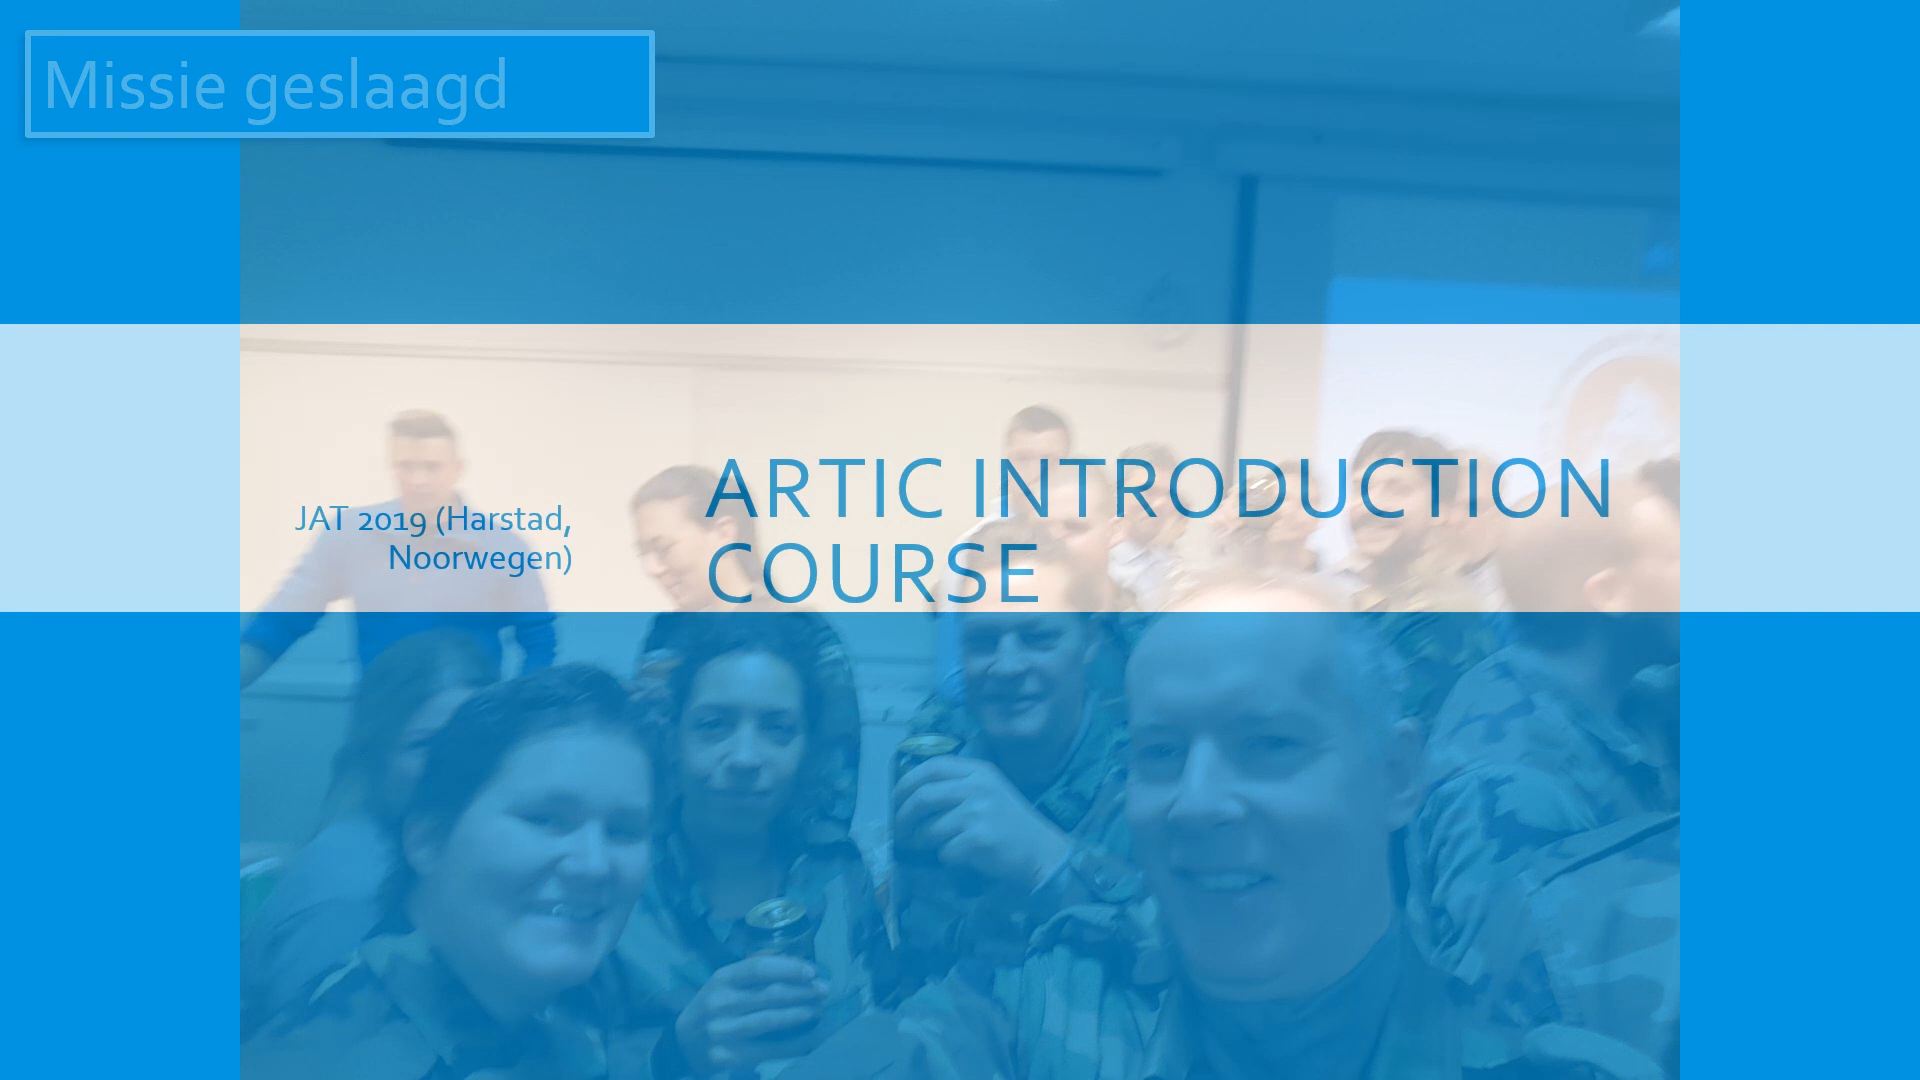 Missie geslaagd
JAT 2019 (Harstad,
Noorwegen)
ARTIC INTRODUCTION
COURSE